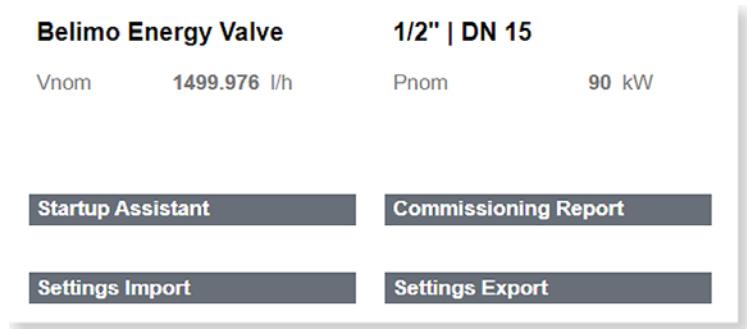 Belimo Energy Valve 1/2" | DN 15
Vnom 1499.976 l/h Pnom 90 kW
Startup Assistant Commissioning Report
Settings Import Settings Export